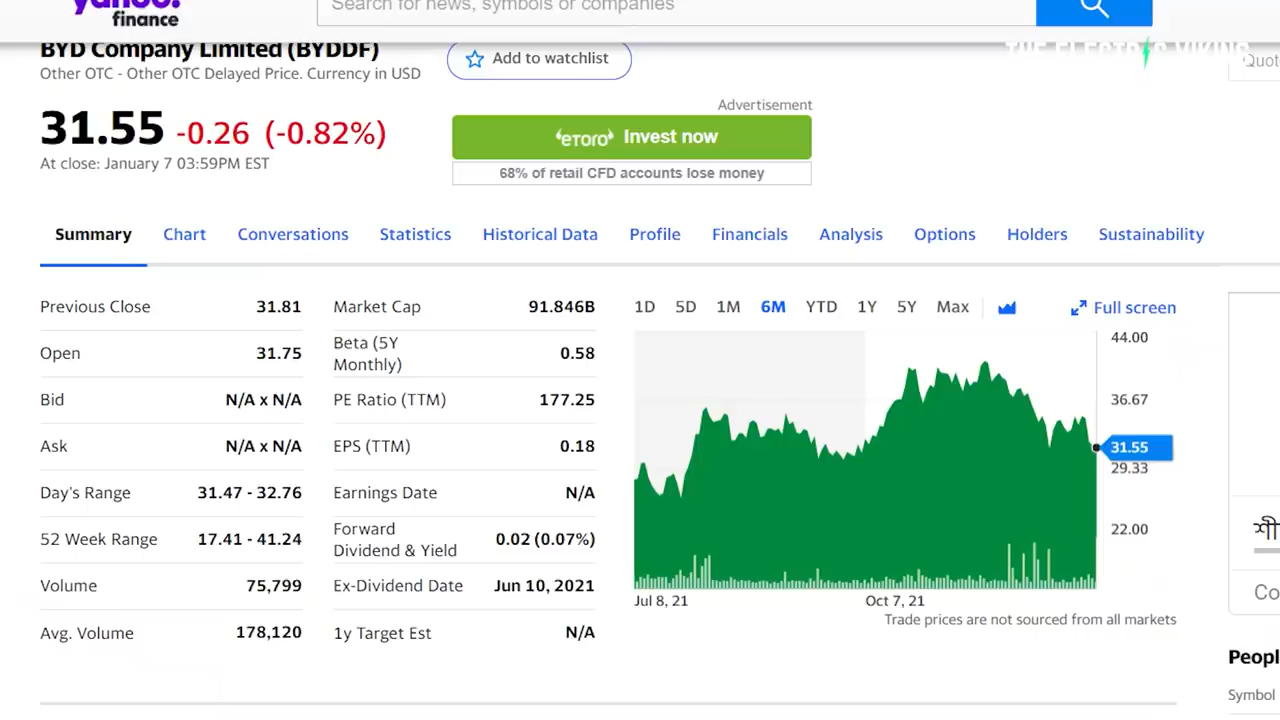 yahoo!
finance
Search for news, symbols or companies
BYD Company Limited (BYDDF)
Other OTC - Other OTC Delayed Price. Currency in USD
Add to watchlist
THE ELECTRIC VIKING
Quot
31.55 -0.26 (-0.82%)
At close: January 7 03:59PM EST
Advertisement
eToro Invest now
68% of retail CFD accounts lose money
Summary Chart Conversations Statistics Historical Data Profile Financials Analysis Options Holders Sustainability
Previous Close 31.81
Open 31.75
Bid N/A x N/A
Ask N/A x N/A
Day's Range 31.47 - 32.76
52 Week Range 17.41 - 41.24
Volume 75,799
Avg. Volume 178,120
Market Cap 91.846B
Beta (5Y
Monthly) 0.58
PE Ratio (TTM) 177.25
EPS (TTM) 0.18
Earnings Date N/A
Forward
Dividend & Yield 0.02 (0.07%)
Ex-Dividend Date Jun 10, 2021
1y Target Est N/A
1D 5D 1M 6M YTD 1Y 5Y Max Full screen
44.00
36.67
31.55
29.33
22.00
Jul 8, 21 Oct 7, 21
Trade prices are not sourced from all markets
Co
Peopl
Symbol